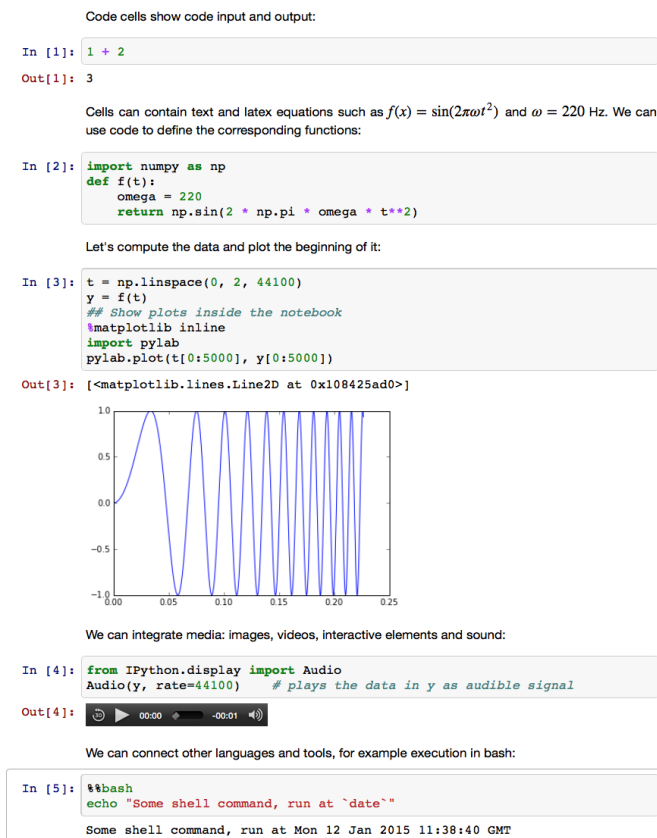 Code cells show code input and output:
In [1]: 1 + 2
Out[1]: 3
Cells can contain text and latex equations such as f(x) = sin(2πωt²) and ω = 220 Hz. We can
use code to define the corresponding functions:
In [2]: import numpy as np
def f(t):
    omega = 220
    return np.sin(2 * np.pi * omega * t**2)
Let's compute the data and plot the beginning of it:
In [3]: t = np.linspace(0, 2, 44100)
y = f(t)
## Show plots inside the notebook
%matplotlib inline
import pylab
pylab.plot(t[0:5000], y[0:5000])
Out[3]: [<matplotlib.lines.Line2D at 0x108425ad0>]
1.0
0.5
0.0
−0.5
−1.0
0.00 0.05 0.10 0.15 0.20 0.25
We can integrate media: images, videos, interactive elements and sound:
In [4]: from IPython.display import Audio
Audio(y, rate=44100)    # plays the data in y as audible signal
Out[4]: 30 00:00 -00:01
We can connect other languages and tools, for example execution in bash:
In [5]: %%bash
echo "Some shell command, run at `date`"
Some shell command, run at Mon 12 Jan 2015 11:38:40 GMT